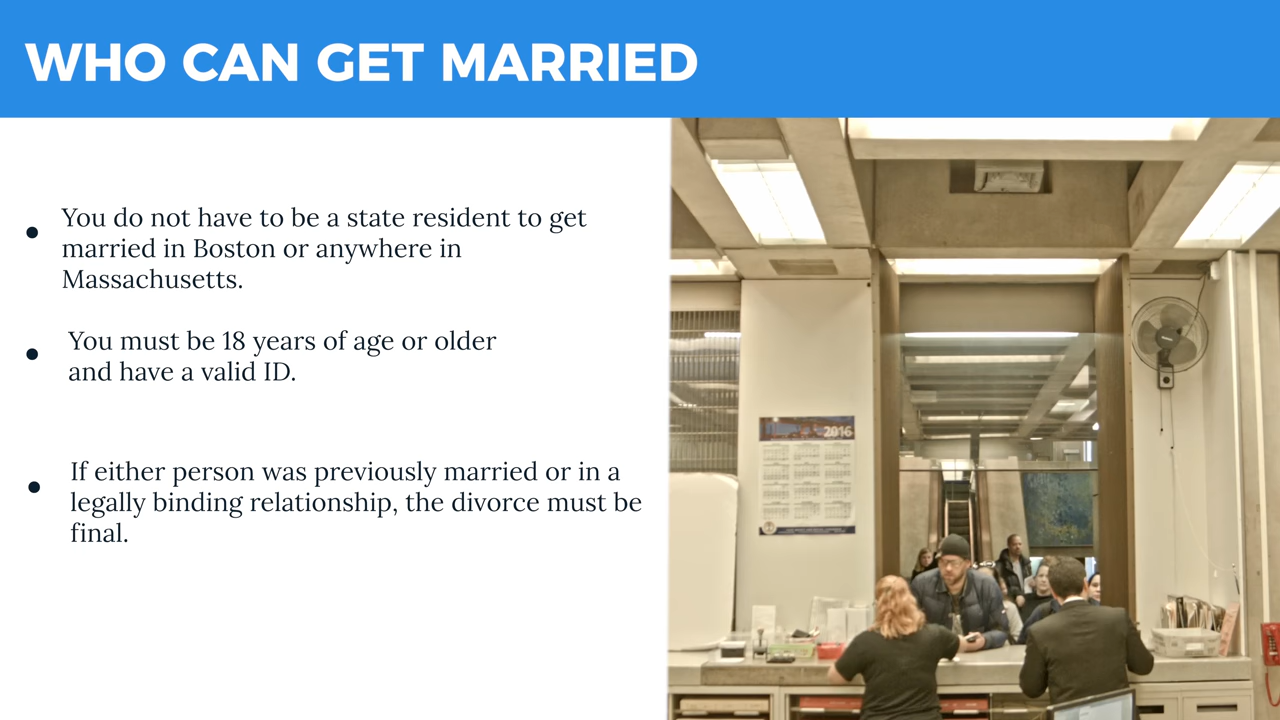 WHO CAN GET MARRIED
You do not have to be a state resident to get
married in Boston or anywhere in
Massachusetts.
You must be 18 years of age or older
and have a valid ID.
If either person was previously married or in a
legally binding relationship, the divorce must be
final.
2016